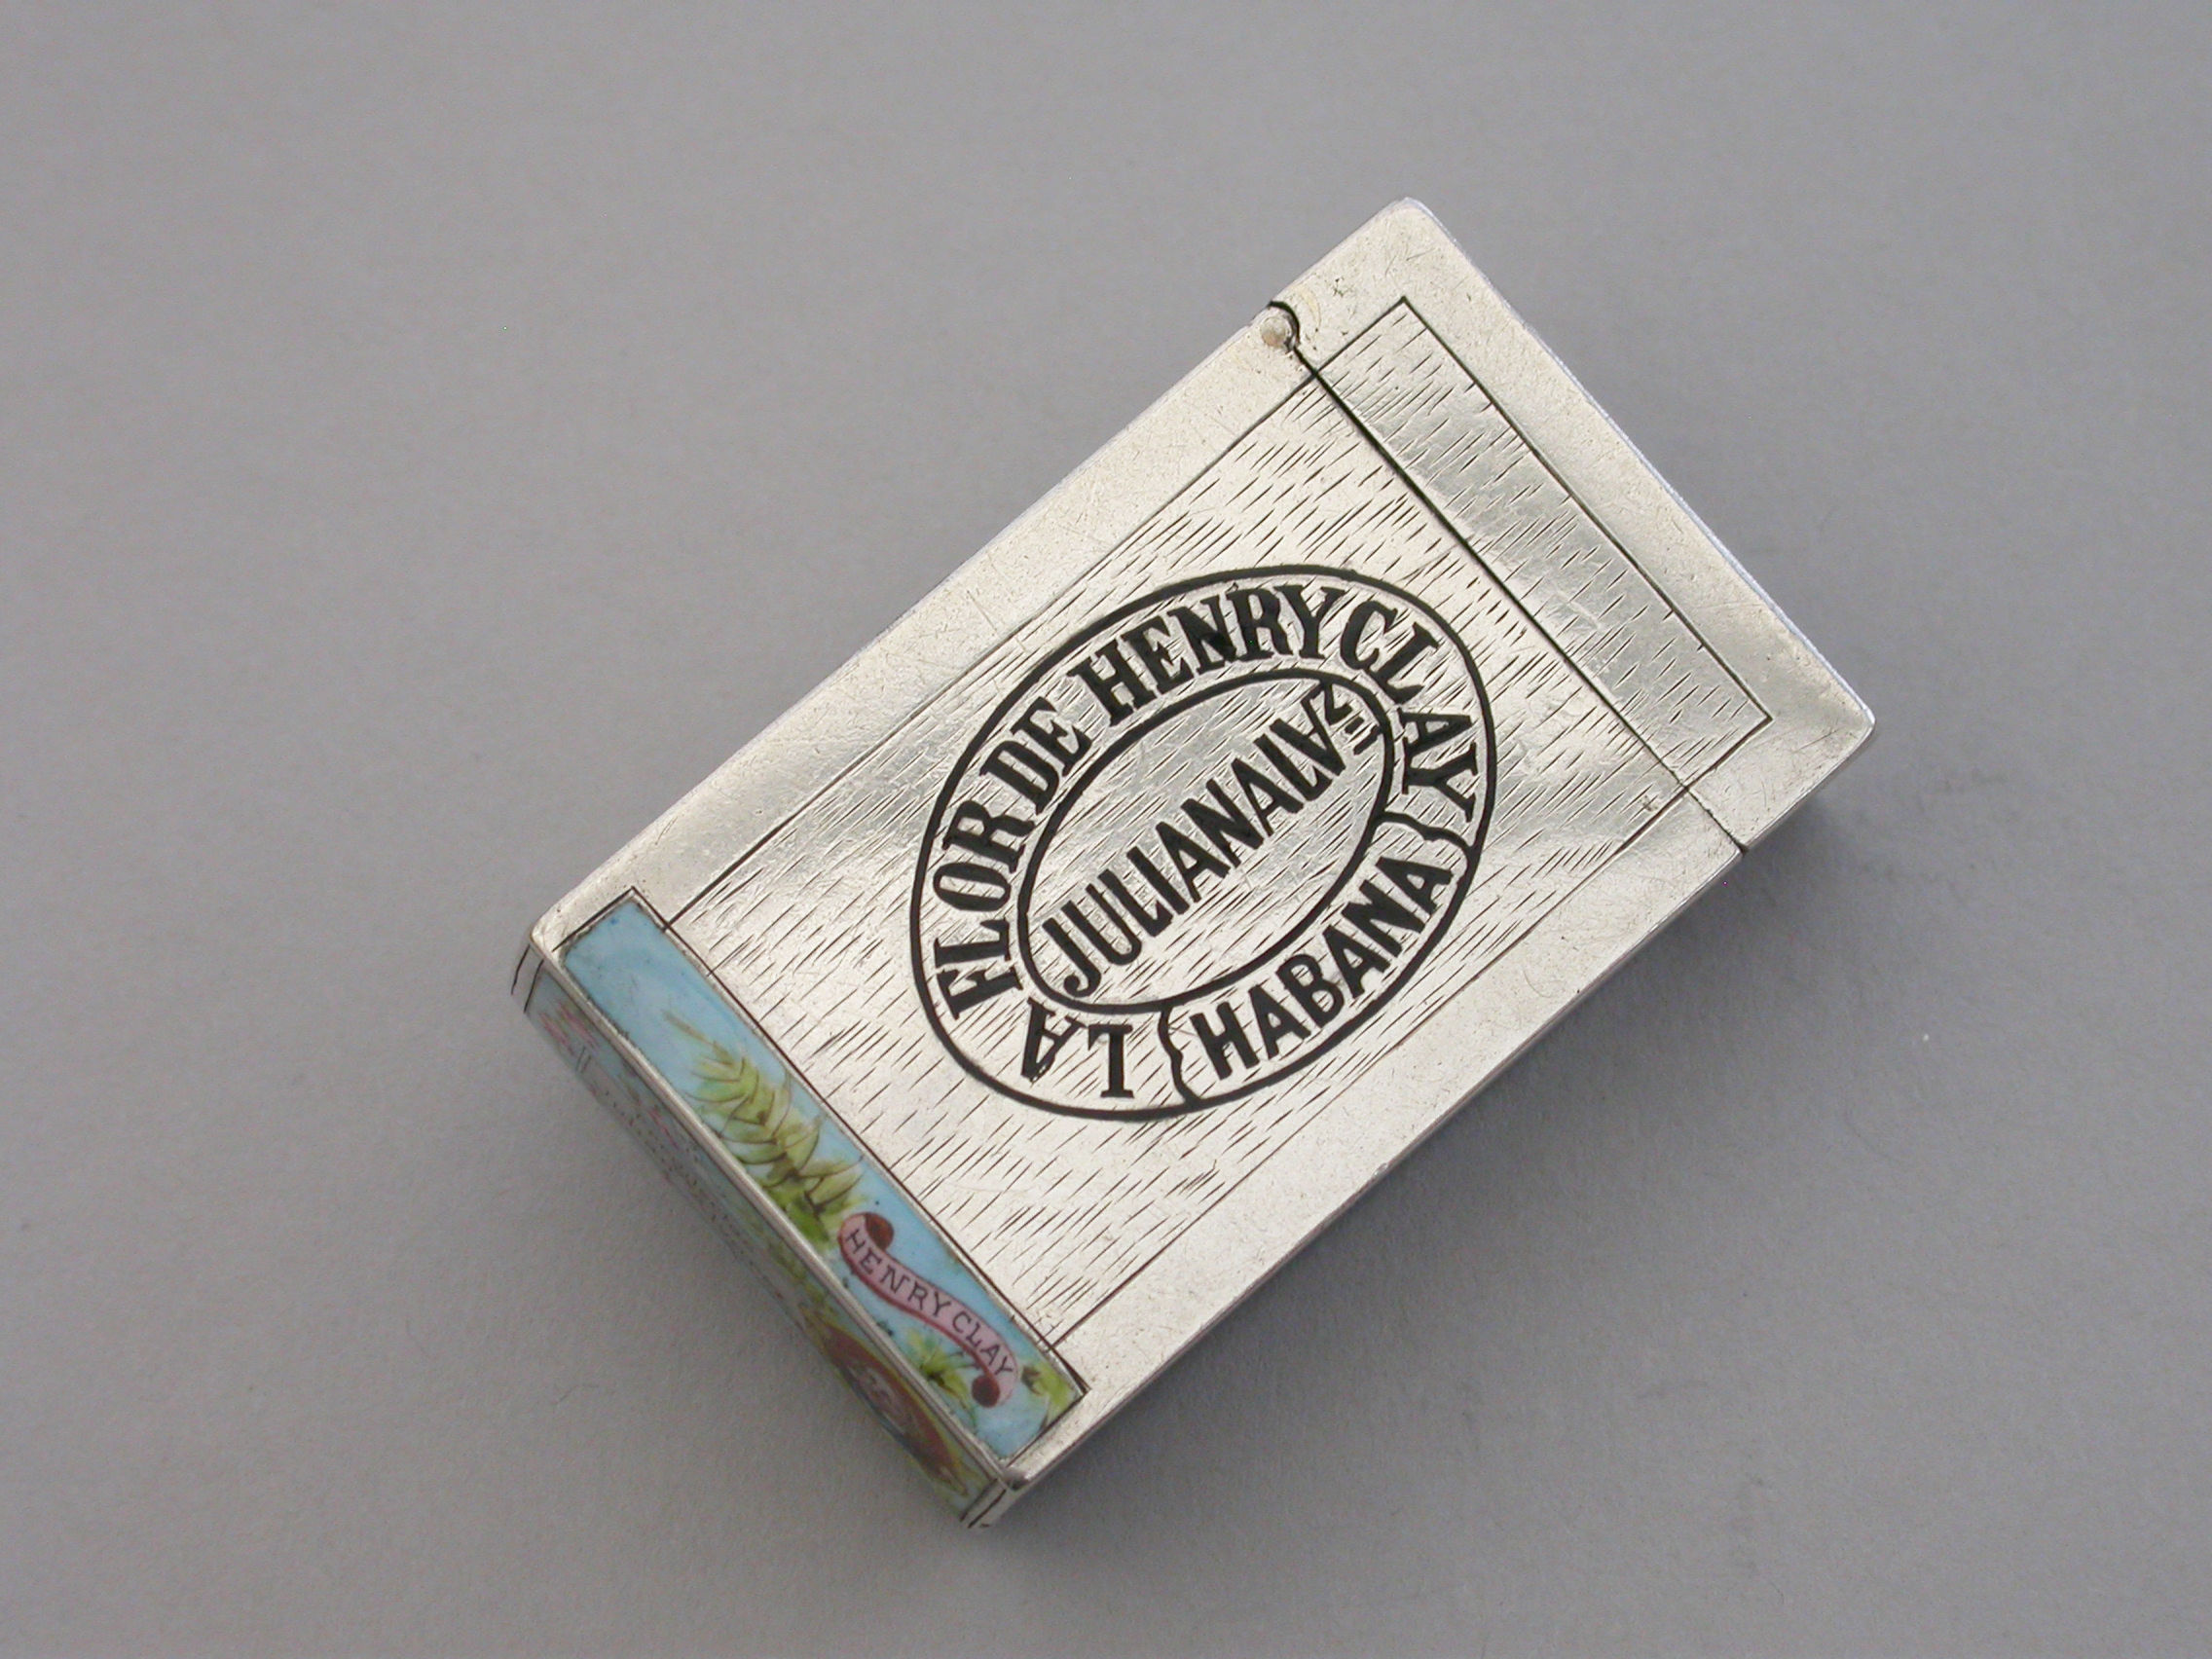 LA FLOR DE HENRY CLAY
JULIAN ALVZ
HABANA
HENRY CLAY